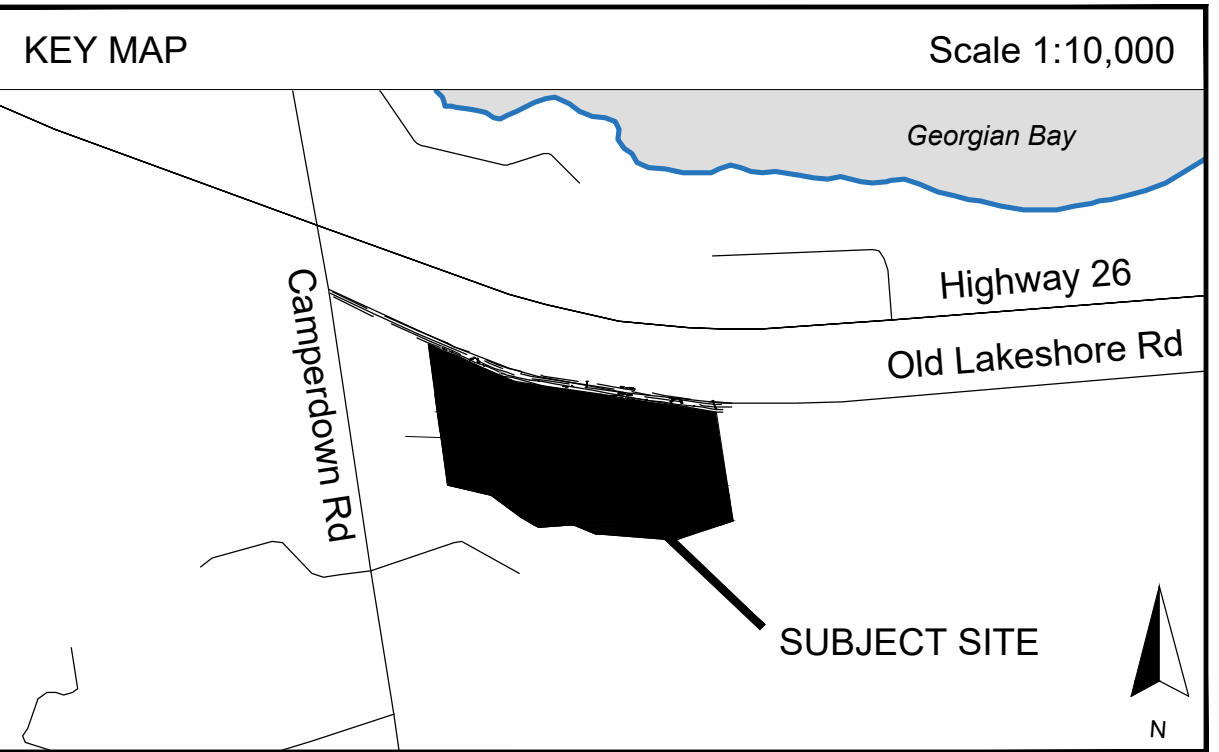 KEY MAP
Scale 1:10,000
Georgian Bay
Highway 26
Old Lakeshore Rd
Camperdown Rd
SUBJECT SITE
N